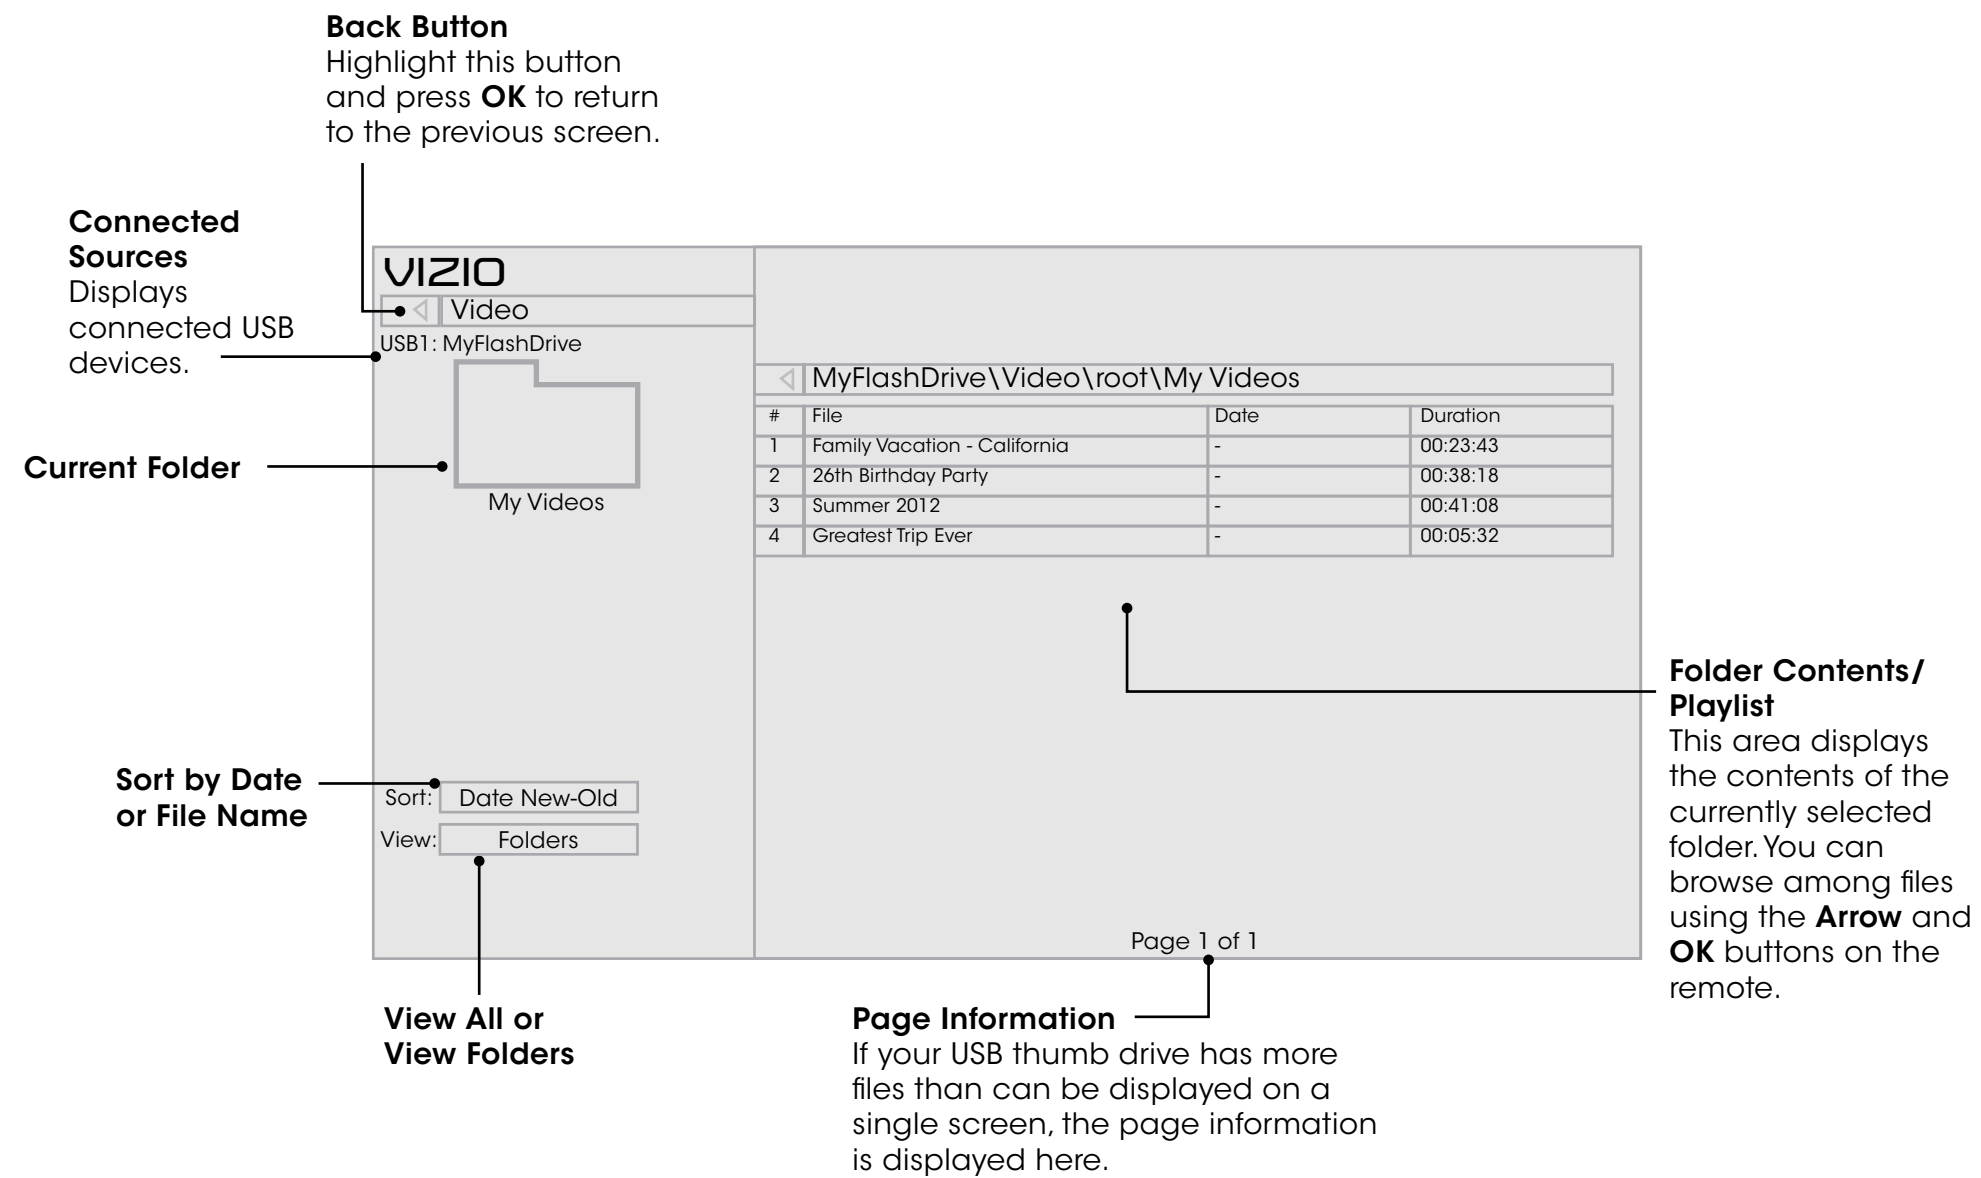 Back Button
Highlight this button
and press OK to return
to the previous screen.
Connected
Sources
Displays
connected USB
devices.
Current Folder
Sort by Date
or File Name
VIZIO
Video
USB1: MyFlashDrive
My Videos
Sort: Date New-Old
View: Folders
MyFlashDrive\Video\root\My Videos
# File Date Duration
1 Family Vacation - California - 00:23:43
2 26th Birthday Party - 00:38:18
3 Summer 2012 - 00:41:08
4 Greatest Trip Ever - 00:05:32
Page 1 of 1
Folder Contents/
Playlist
This area displays
the contents of the
currently selected
folder. You can
browse among files
using the Arrow and
OK buttons on the
remote.
View All or
View Folders
Page Information
If your USB thumb drive has more
files than can be displayed on a
single screen, the page information
is displayed here.